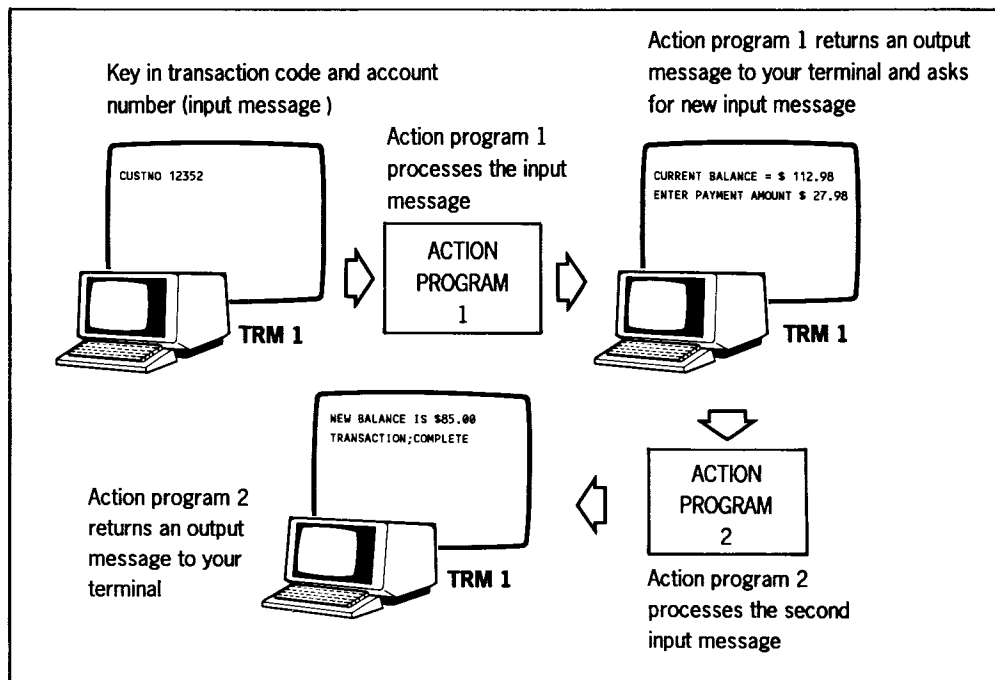 Key in transaction code and account
number (input message )
CUSTNO 12352
TRM 1
Action program 1
processes the input
message
ACTION
PROGRAM
1
Action program 1 returns an output
message to your terminal and asks
for new input message
CURRENT BALANCE = $ 112.98
ENTER PAYMENT AMOUNT $ 27.98
TRM 1
ACTION
PROGRAM
2
Action program 2
processes the second
input message
NEW BALANCE IS $85.00
TRANSACTION;COMPLETE
TRM 1
Action program 2
returns an output
message to your
terminal